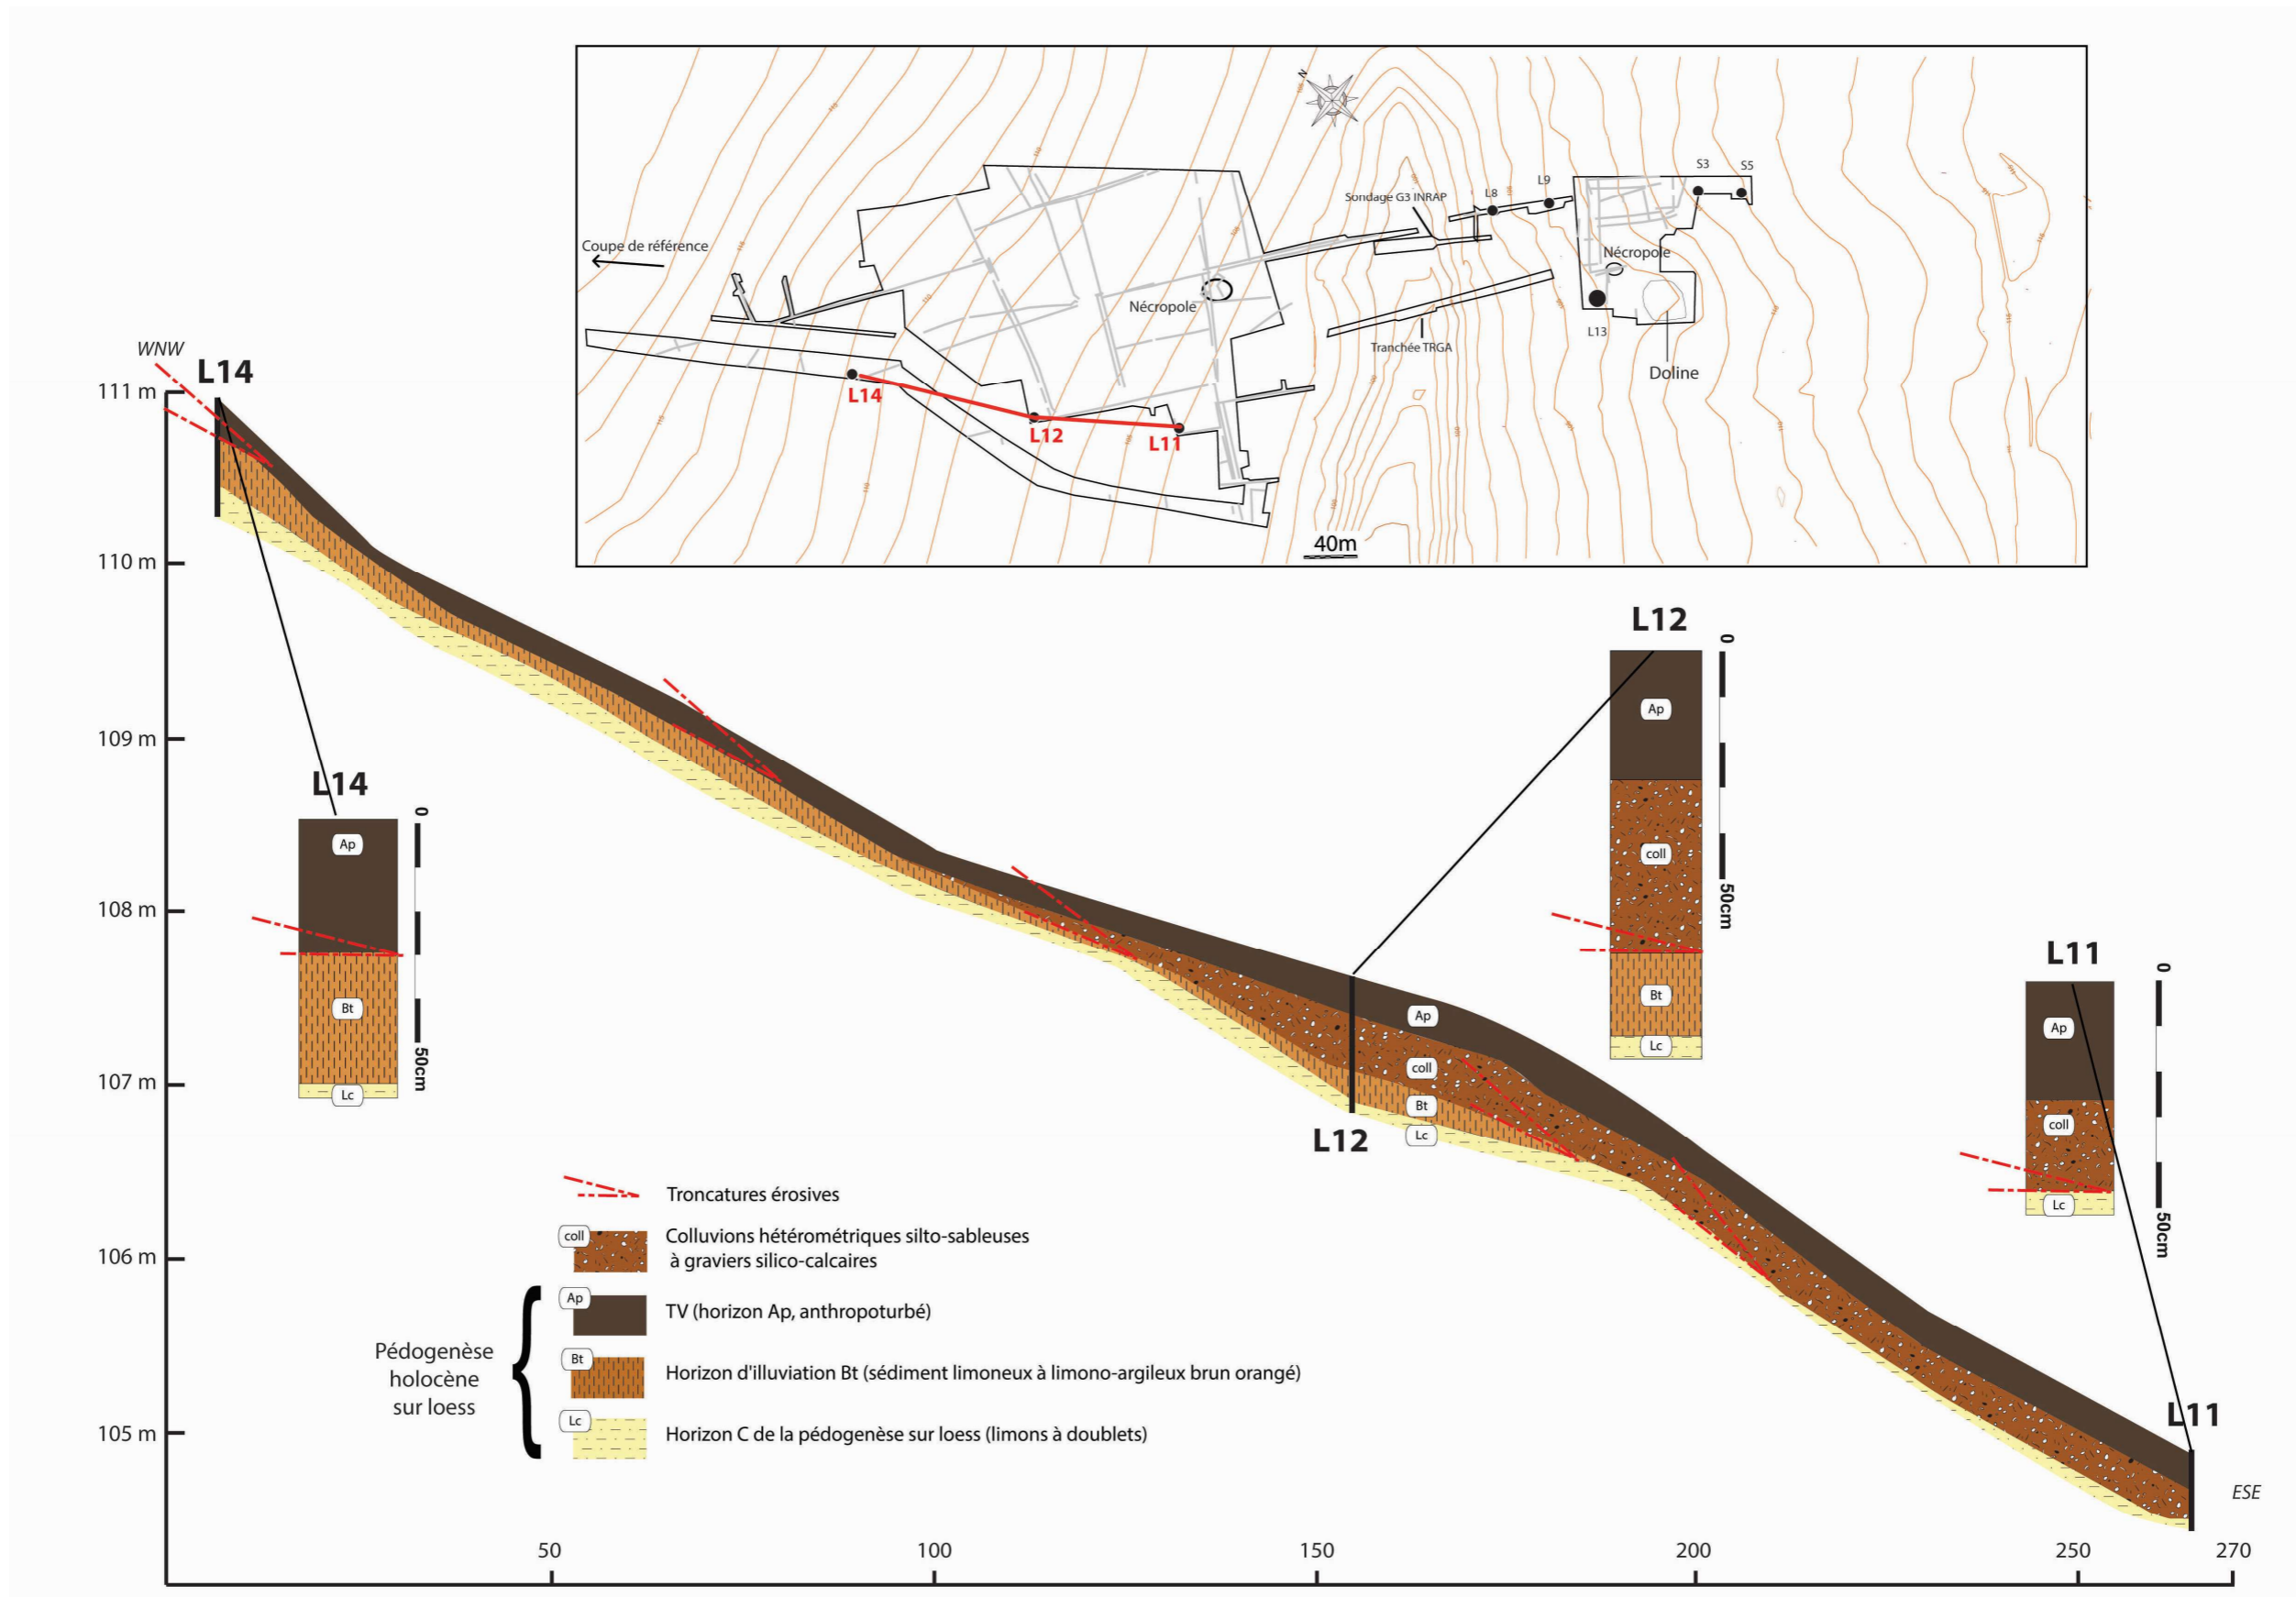 N
Coupe de référence
Nécropole
Sondage G3 INRAP
L8
L9
S3
S5
Nécropole
L13
Tranchée TRGA
Doline
L14
L12
L11
40m
WNW
L14
111 m
110 m
109 m
108 m
107 m
106 m
105 m
L14
0
Ap
Bt
Lc
50cm
L12
0
Ap
coll
50cm
Bt
Lc
L11
0
Ap
coll
Lc
50cm
Ap
coll
Bt
Lc
L12
L11
ESE
Troncatures érosives
coll
Colluvions hétérométriques silto-sableuses
à graviers silico-calcaires
Pédogenèse
holocène
sur loess
Ap
TV (horizon Ap, anthropoturbé)
Bt
Horizon d'illuviation Bt (sédiment limoneux à limono-argileux brun orangé)
Lc
Horizon C de la pédogenèse sur loess (limons à doublets)
50
100
150
200
250
270